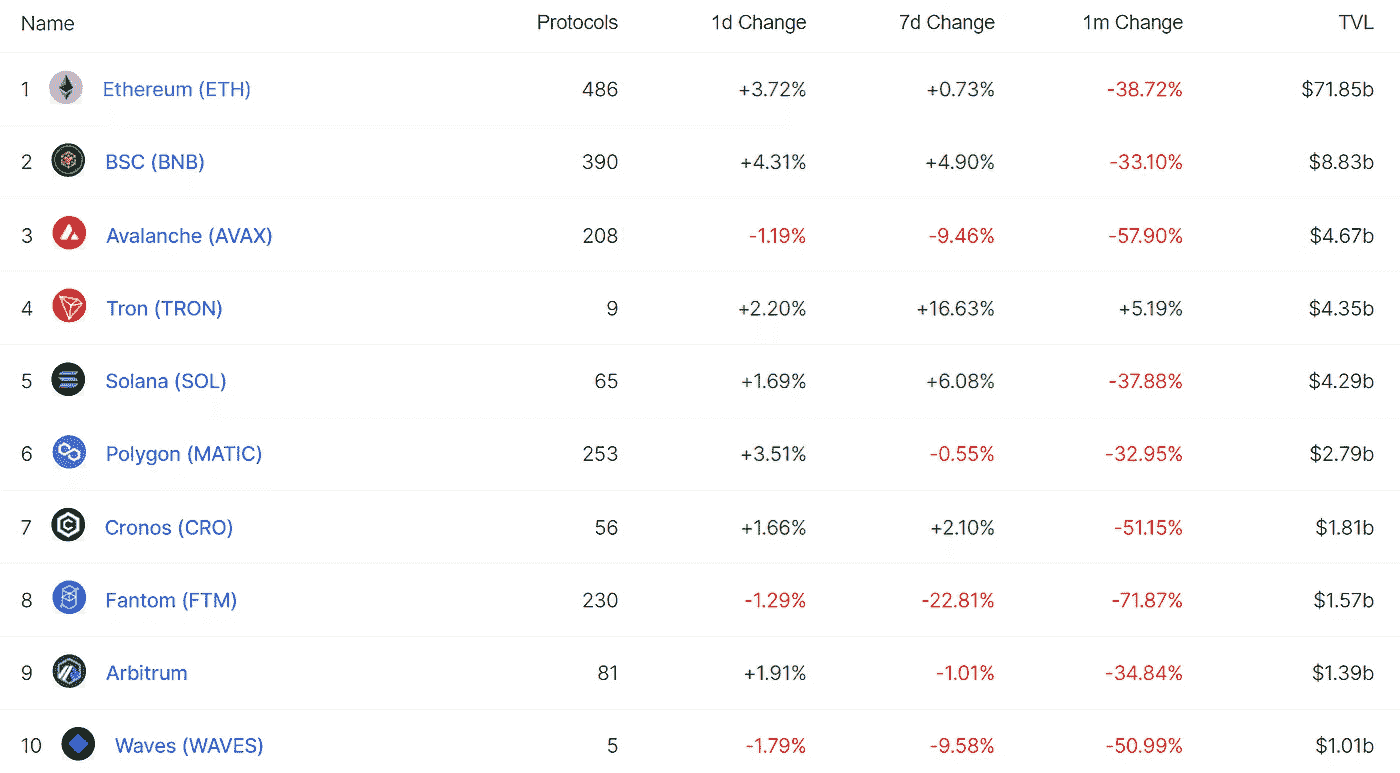 Name Protocols 1d Change 7d Change 1m Change TVL
1 Ethereum (ETH) 486 +3.72% +0.73% -38.72% $71.85b
2 BSC (BNB) 390 +4.31% +4.90% -33.10% $8.83b
3 Avalanche (AVAX) 208 -1.19% -9.46% -57.90% $4.67b
4 Tron (TRON) 9 +2.20% +16.63% +5.19% $4.35b
5 Solana (SOL) 65 +1.69% +6.08% -37.88% $4.29b
6 Polygon (MATIC) 253 +3.51% -0.55% -32.95% $2.79b
7 Cronos (CRO) 56 +1.66% +2.10% -51.15% $1.81b
8 Fantom (FTM) 230 -1.29% -22.81% -71.87% $1.57b
9 Arbitrum 81 +1.91% -1.01% -34.84% $1.39b
10 Waves (WAVES) 5 -1.79% -9.58% -50.99% $1.01b